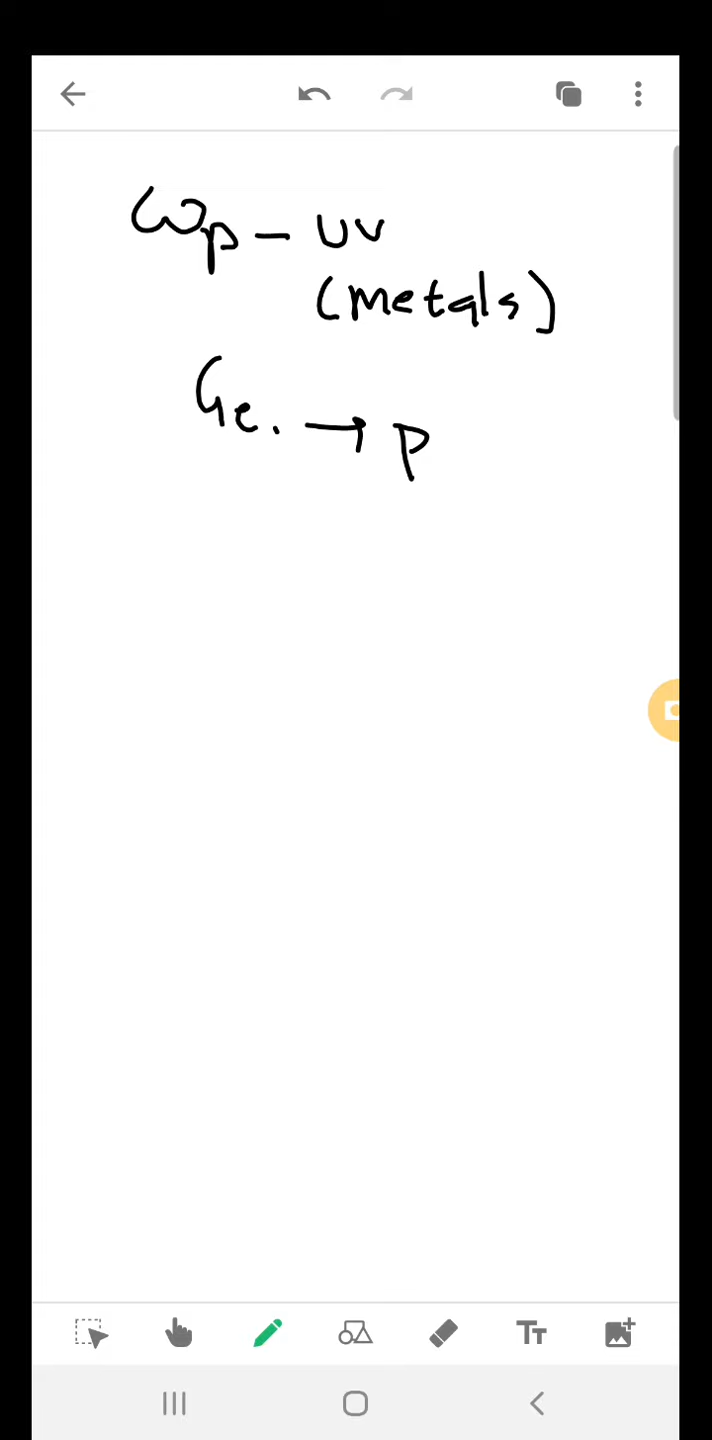 ωp - UV
(Metals)
Ge. → P